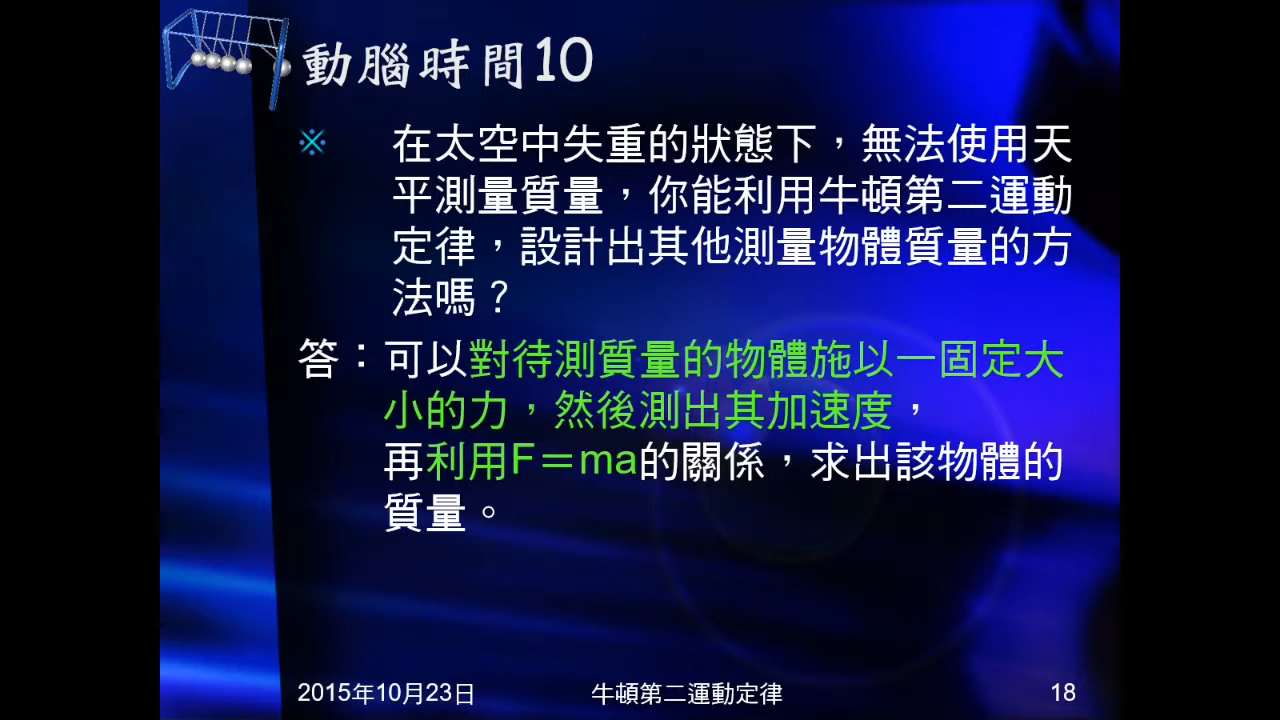 動腦時間10
※ 在太空中失重的狀態下，無法使用天
平測量質量，你能利用牛頓第二運動
定律，設計出其他測量物體質量的方
法嗎？
答：可以對待測質量的物體施以一固定大
小的力，然後測出其加速度，
再利用F＝ma的關係，求出該物體的
質量。
2015年10月23日 牛頓第二運動定律 18